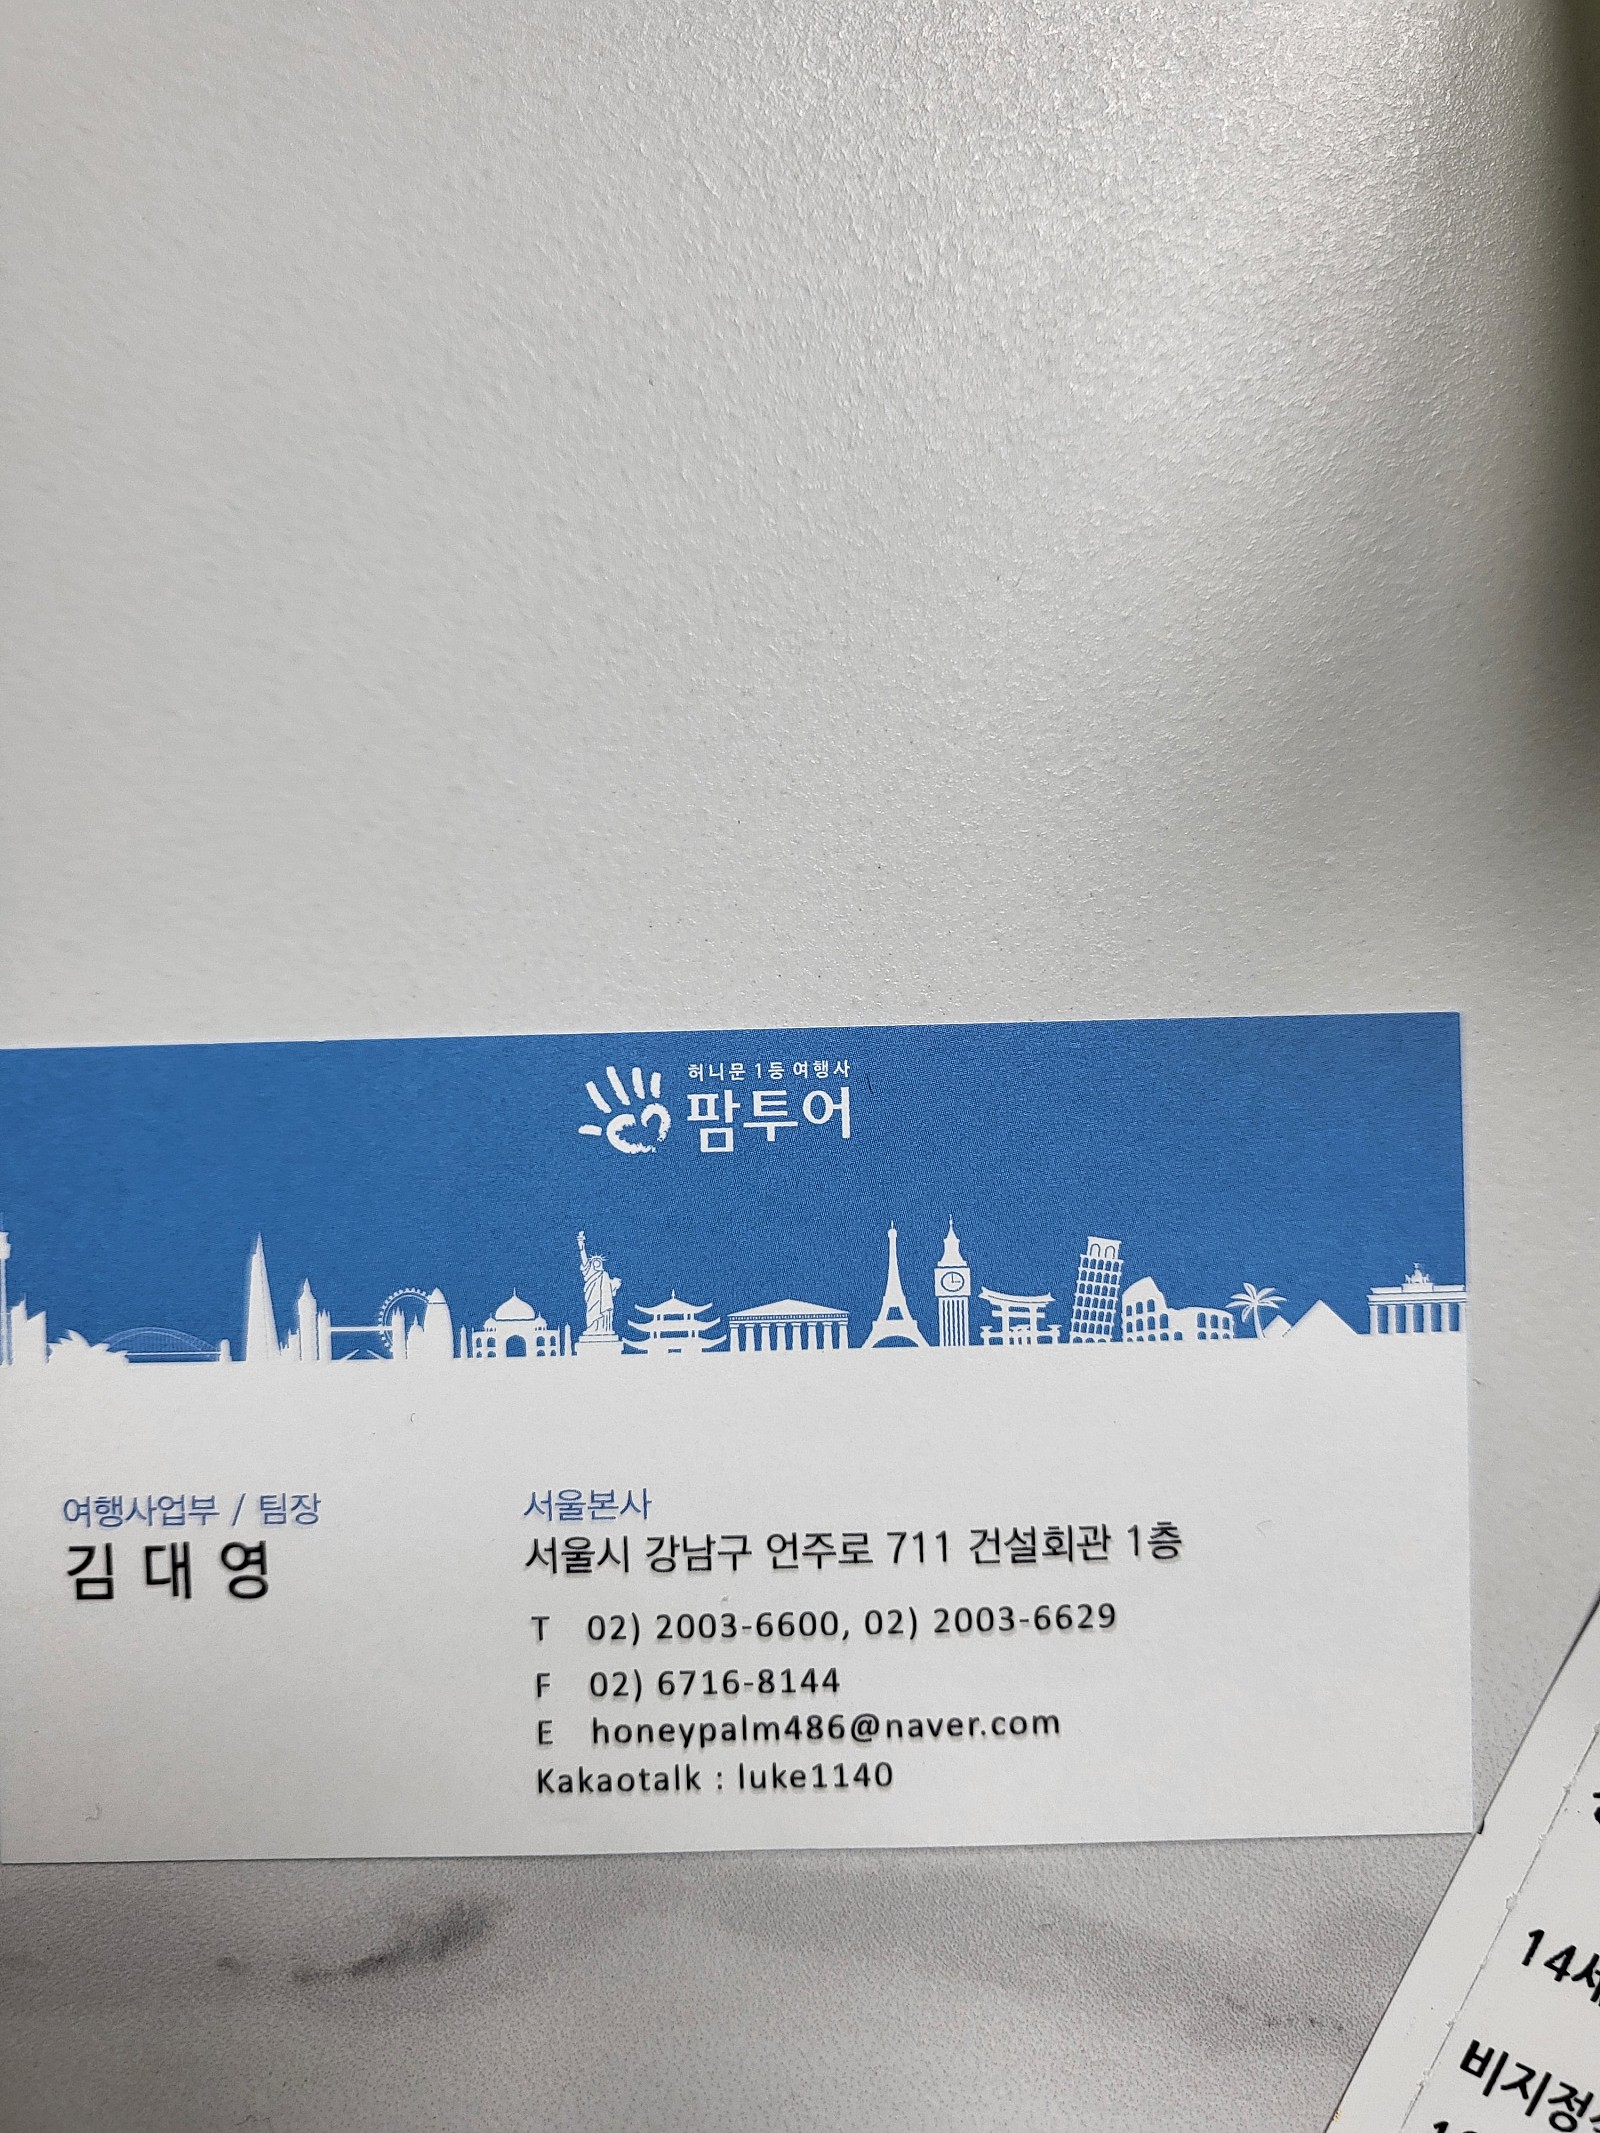 허니문 1등 여행사
팜투어
여행사업부 / 팀장
김 대 영
서울본사
서울시 강남구 언주로 711 건설회관 1층
T 02) 2003-6600, 02) 2003-6629
F 02) 6716-8144
E honeypalm486@naver.com
Kakaotalk : luke1140
14세
비지정